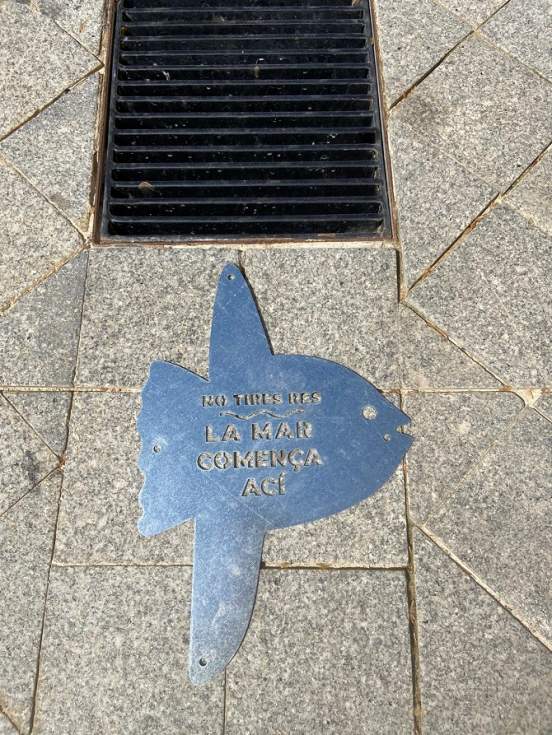 NO TIRES RES
LA MAR
COMENÇA
ACÍ